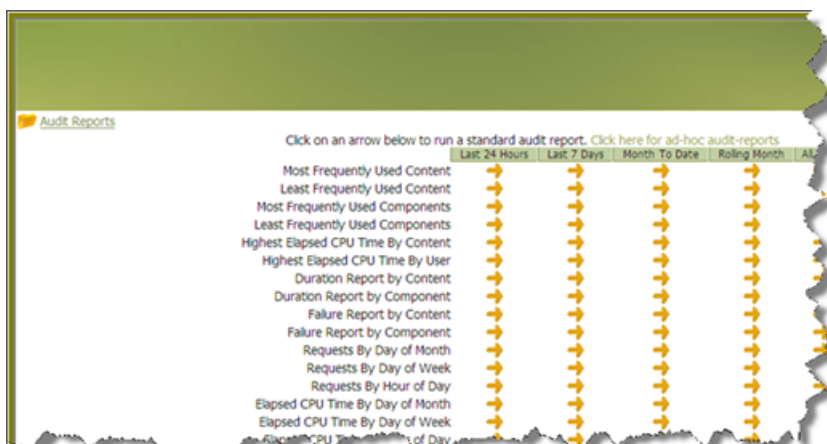 Audit Reports
Click on an arrow below to run a standard audit report. Click here for ad-hoc audit-reports
Last 24 Hours Last 7 Days Month To Date Rolling Month
Most Frequently Used Content
Least Frequently Used Content
Most Frequently Used Components
Least Frequently Used Components
Highest Elapsed CPU Time By Content
Highest Elapsed CPU Time By User
Duration Report by Content
Duration Report by Component
Failure Report by Content
Failure Report by Component
Requests By Day of Month
Requests By Day of Week
Requests By Hour of Day
Elapsed CPU Time By Day of Month
Elapsed CPU Time By Day of Week
of Day